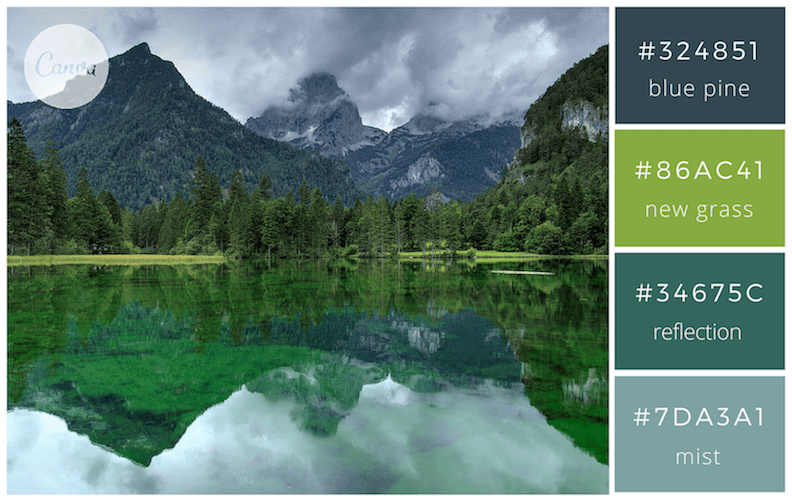 Canva
#324851
blue pine
#86AC41
new grass
#34675C
reflection
#7DA3A1
mist